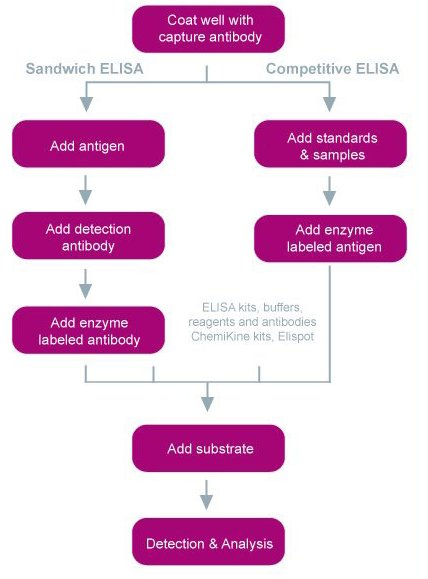 Coat well with
capture antibody
Sandwich ELISA
Competitive ELISA
Add antigen
Add standards
& samples
Add detection
antibody
Add enzyme
labeled antigen
Add enzyme
labeled antibody
ELISA kits, buffers,
reagents and antibodies
ChemiKine kits, Elispot
Add substrate
Detection & Analysis